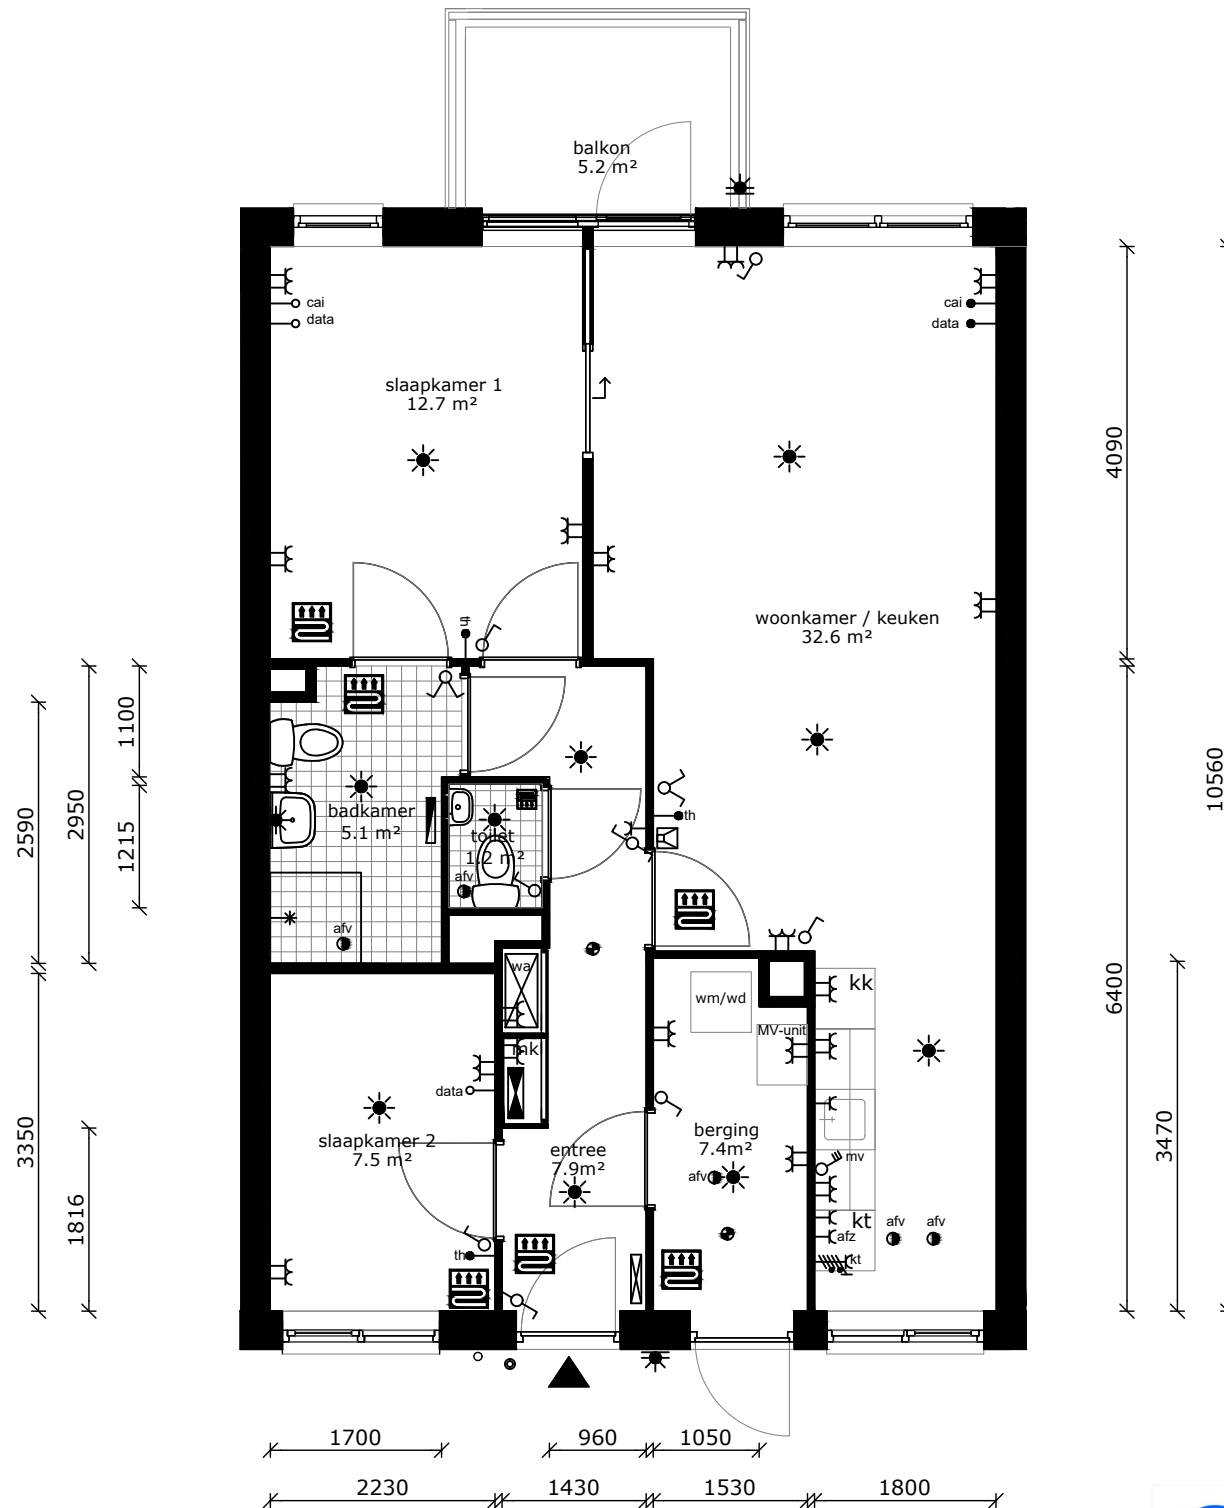 balkon
5.2 m²
cai
data
cai
data
slaapkamer 1
12.7 m²
4090
woonkamer / keuken
32.6 m²
th
1100
2950
2590
1215
10560
badkamer
5.1 m²
toilet
1.2 m²
th
afv
afv
wa
wm/wd
kk
6400
MV-unit
mk
data
3350
slaapkamer 2
7.5 m²
entree
7.9m²
berging
7.4m²
afv
mv
3470
1816
kt
afv
afv
afz
kt
th
1700
960
1050
2230
1430
1530
1800